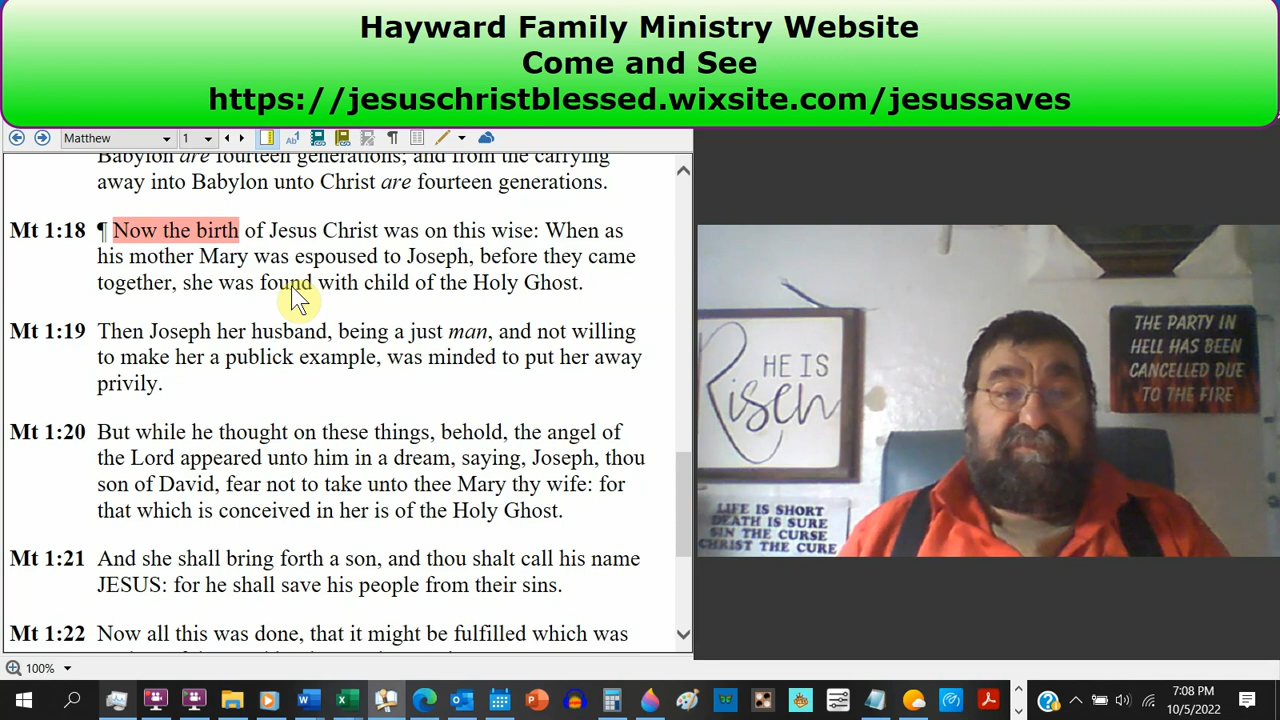 Hayward Family Ministry Website
Come and See
https://jesuschristblessed.wixsite.com/jesussaves
Matthew
1
Babylon are fourteen generations; and from the carrying
away into Babylon unto Christ are fourteen generations.
Mt 1:18 ¶ Now the birth of Jesus Christ was on this wise: When as
his mother Mary was espoused to Joseph, before they came
together, she was found with child of the Holy Ghost.
Mt 1:19 Then Joseph her husband, being a just man, and not willing
to make her a publick example, was minded to put her away
privily.
Mt 1:20 But while he thought on these things, behold, the angel of
the Lord appeared unto him in a dream, saying, Joseph, thou
son of David, fear not to take unto thee Mary thy wife: for
that which is conceived in her is of the Holy Ghost.
Mt 1:21 And she shall bring forth a son, and thou shalt call his name
JESUS: for he shall save his people from their sins.
Mt 1:22 Now all this was done, that it might be fulfilled which was
HE IS
Risen
THE PARTY IN
HELL HAS BEEN
CANCELLED DUE
TO THE FIRE
LIFE IS SHORT
DEATH IS SURE
SIN THE CURSE
CHRIST THE CURE
100%
7:08 PM
10/5/2022